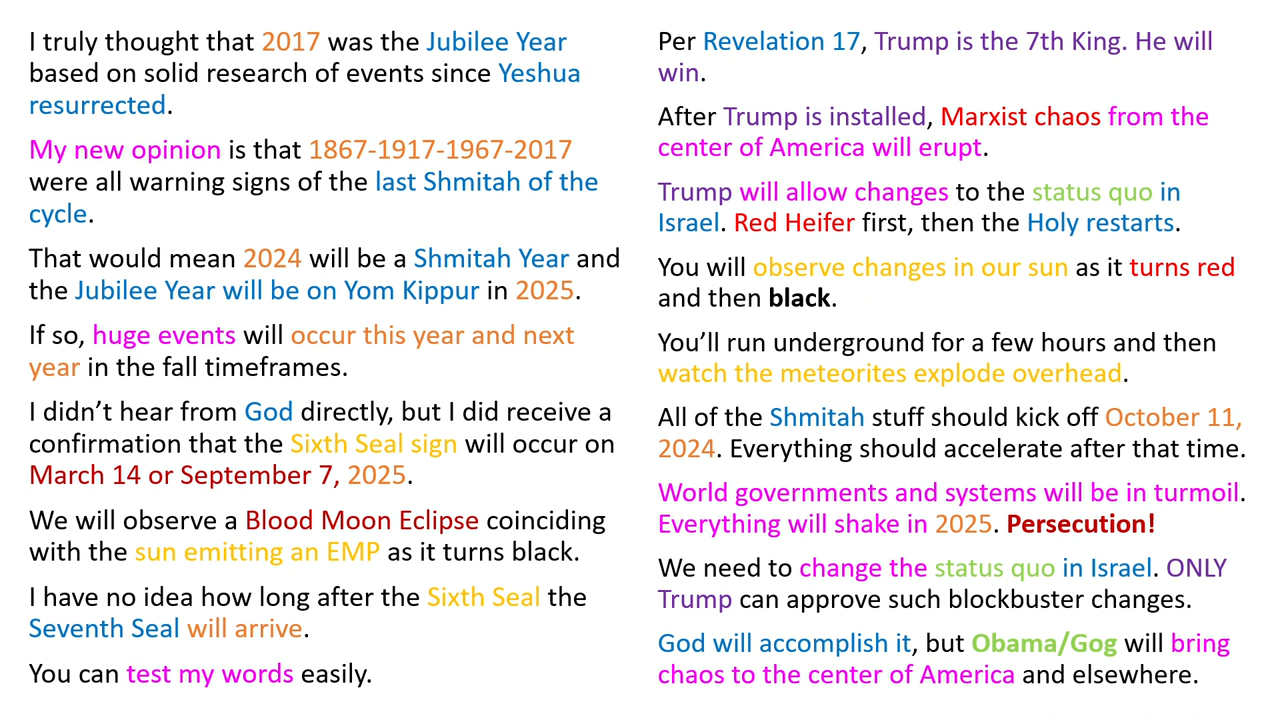 I truly thought that 2017 was the Jubilee Year
based on solid research of events since Yeshua
resurrected.
My new opinion is that 1867-1917-1967-2017
were all warning signs of the last Shmitah of the
cycle.
That would mean 2024 will be a Shmitah Year and
the Jubilee Year will be on Yom Kippur in 2025.
If so, huge events will occur this year and next
year in the fall timeframes.
I didn’t hear from God directly, but I did receive a
confirmation that the Sixth Seal sign will occur on
March 14 or September 7, 2025.
We will observe a Blood Moon Eclipse coinciding
with the sun emitting an EMP as it turns black.
I have no idea how long after the Sixth Seal the
Seventh Seal will arrive.
You can test my words easily.
Per Revelation 17, Trump is the 7th King. He will
win.
After Trump is installed, Marxist chaos from the
center of America will erupt.
Trump will allow changes to the status quo in
Israel. Red Heifer first, then the Holy restarts.
You will observe changes in our sun as it turns red
and then black.
You’ll run underground for a few hours and then
watch the meteorites explode overhead.
All of the Shmitah stuff should kick off October 11,
2024. Everything should accelerate after that time.
World governments and systems will be in turmoil.
Everything will shake in 2025. Persecution!
We need to change the status quo in Israel. ONLY
Trump can approve such blockbuster changes.
God will accomplish it, but Obama/Gog will bring
chaos to the center of America and elsewhere.